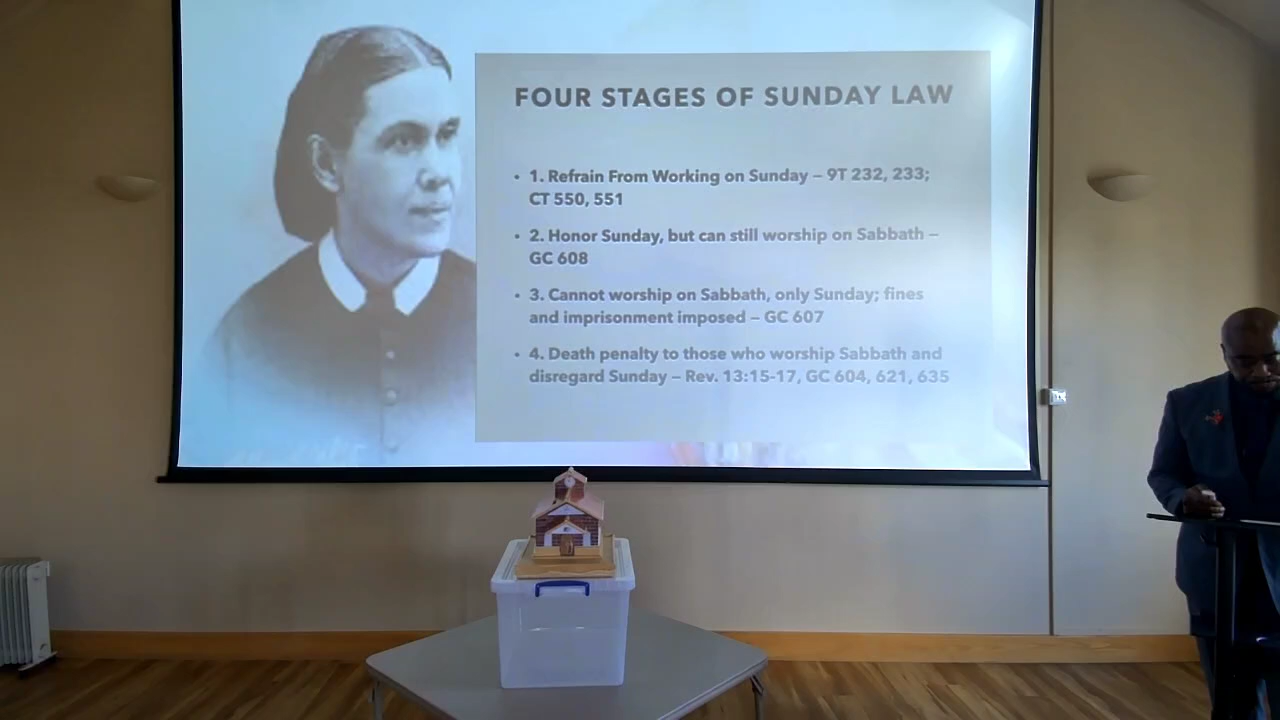 FOUR STAGES OF SUNDAY LAW
• 1. Refrain From Working on Sunday – 9T 232, 233;
CT 550, 551
• 2. Honor Sunday, but can still worship on Sabbath –
GC 608
• 3. Cannot worship on Sabbath, only Sunday; fines
and imprisonment imposed – GC 607
• 4. Death penalty to those who worship Sabbath and
disregard Sunday – Rev. 13:15-17, GC 604, 621, 635